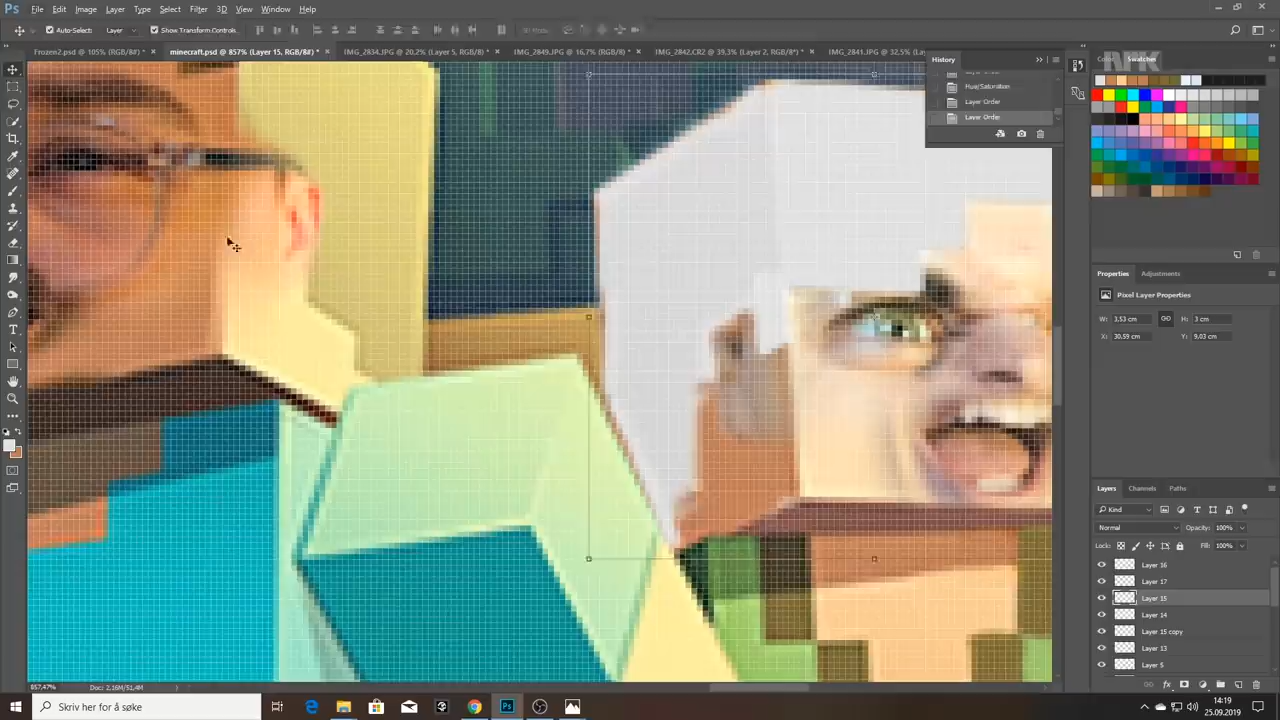 Ps File Edit Image Layer Type Select Filter 3D View Window Help
Auto-Select: Layer Show Transform Controls
Frozen2.psd @ 105% (RGB/8#) * × minecraft.psd @ 857% (Layer 15, RGB/8#) * × IMG_2834.JPG @ 20,2% (Layer 5, RGB/8) * × IMG_2849.JPG @ 16,7% (RGB/8) * × IMG_2842.CR2 @ 39,3% (Layer 2, RGB/8*) * × IMG_2841.JPG @ 32,5%
History
Color Swatches
Hue/Saturation
Layer Order
Layer Order
Properties Adjustments
Pixel Layer Properties
W: 3,53 cm H: 3 cm
X: 30,59 cm Y: 9,03 cm
Layers Channels Paths
Kind
Normal Opacity: 100%
Lock: Fill: 100%
Layer 16
Layer 17
Layer 15
Layer 14
Layer 15 copy
Layer 13
Layer 5
857,47% Doc: 2,16M/51,4M
Skriv her for å søke
14:19
25.09.2019